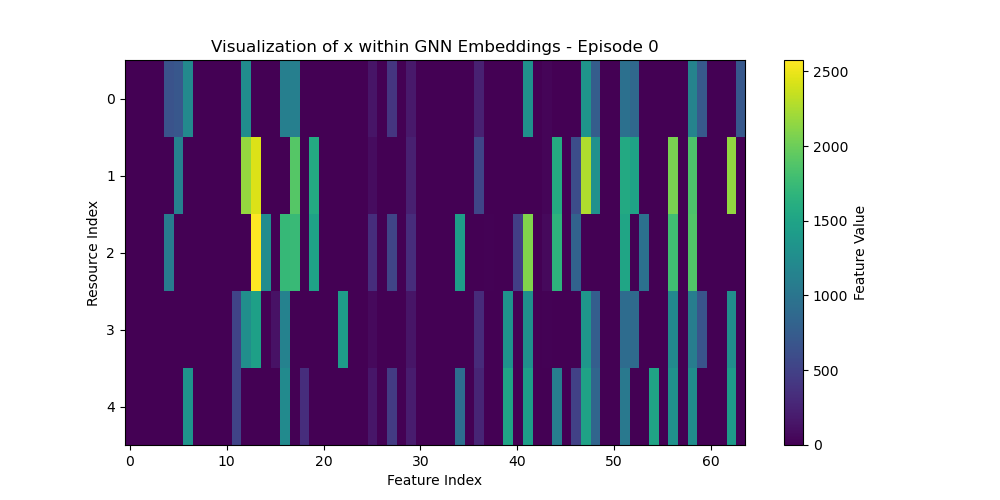 Visualization of x within GNN Embeddings - Episode 0
Resource Index
0
1
2
3
4
0 10 20 30 40 50 60
Feature Index
2500
2000
1500
1000
500
0
Feature Value